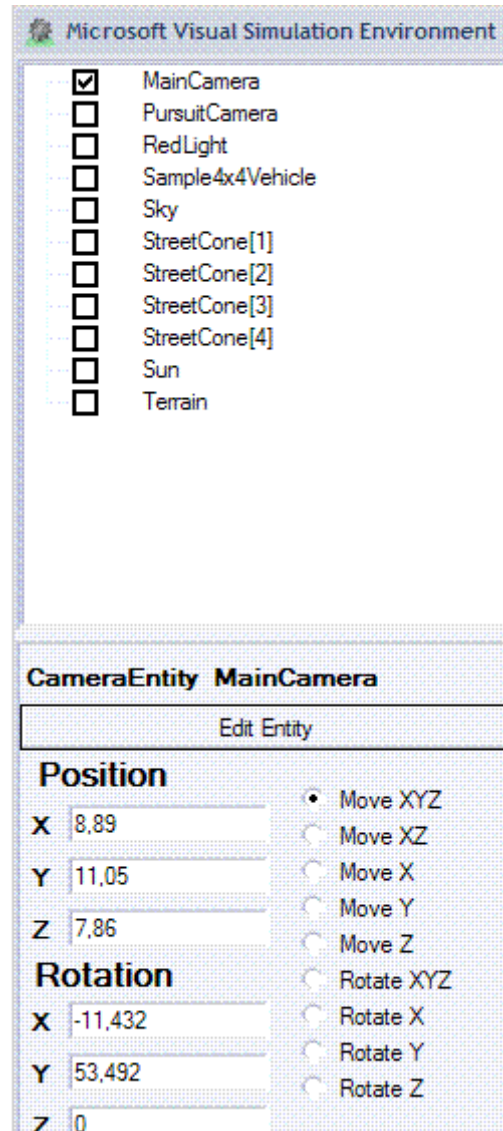 Microsoft Visual Simulation Environment
MainCamera
PursuitCamera
RedLight
Sample4x4Vehicle
Sky
StreetCone[1]
StreetCone[2]
StreetCone[3]
StreetCone[4]
Sun
Terrain
CameraEntity MainCamera
Edit Entity
Position
X 8,89
Y 11,05
Z 7,86
Rotation
X -11,432
Y 53,492
Z 0
Move XYZ
Move XZ
Move X
Move Y
Move Z
Rotate XYZ
Rotate X
Rotate Y
Rotate Z